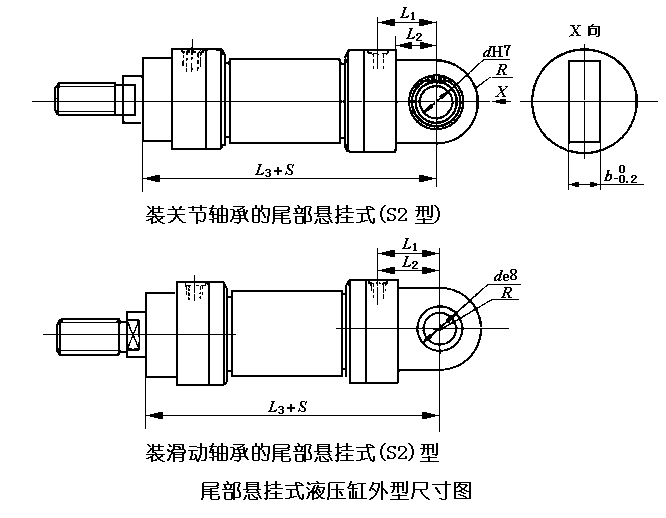 L1
L2
X 向
dH7
R
X
L3+S
b-0.2 0
装关节轴承的尾部悬挂式(S2 型)
L1
L2
de8
R
L3+S
装滑动轴承的尾部悬挂式(S2)型
尾部悬挂式液压缸外型尺寸图